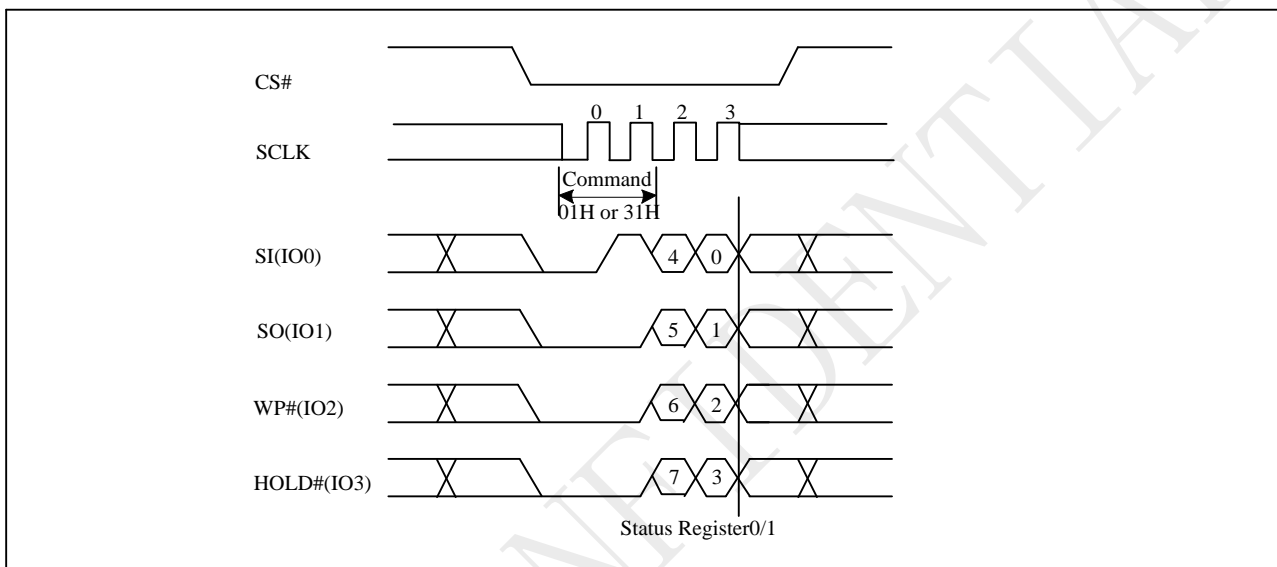 CS#
0 1 2 3
SCLK
Command
01H or 31H
SI(IO0) 4 0
SO(IO1) 5 1
WP#(IO2) 6 2
HOLD#(IO3) 7 3
Status Register0/1
NFIDENTIA